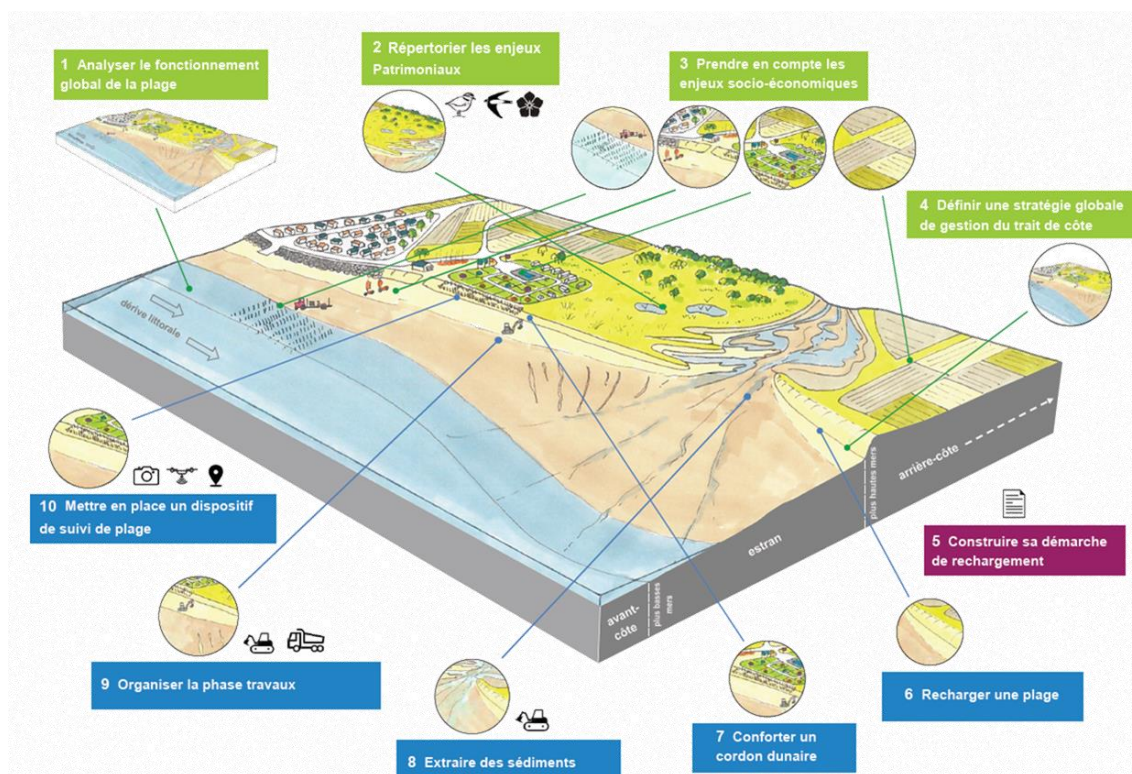 1 Analyser le fonctionnement
global de la plage
2 Répertorier les enjeux
Patrimoniaux
3 Prendre en compte les
enjeux socio-économiques
4 Définir une stratégie globale
de gestion du trait de côte
dérive littorale
arrière-côte
plus hautes mers
estran
plus basses
mers
avant-
côte
5 Construire sa démarche
de rechargement
10 Mettre en place un dispositif
de suivi de plage
9 Organiser la phase travaux
8 Extraire des sédiments
7 Conforter un
cordon dunaire
6 Recharger une plage